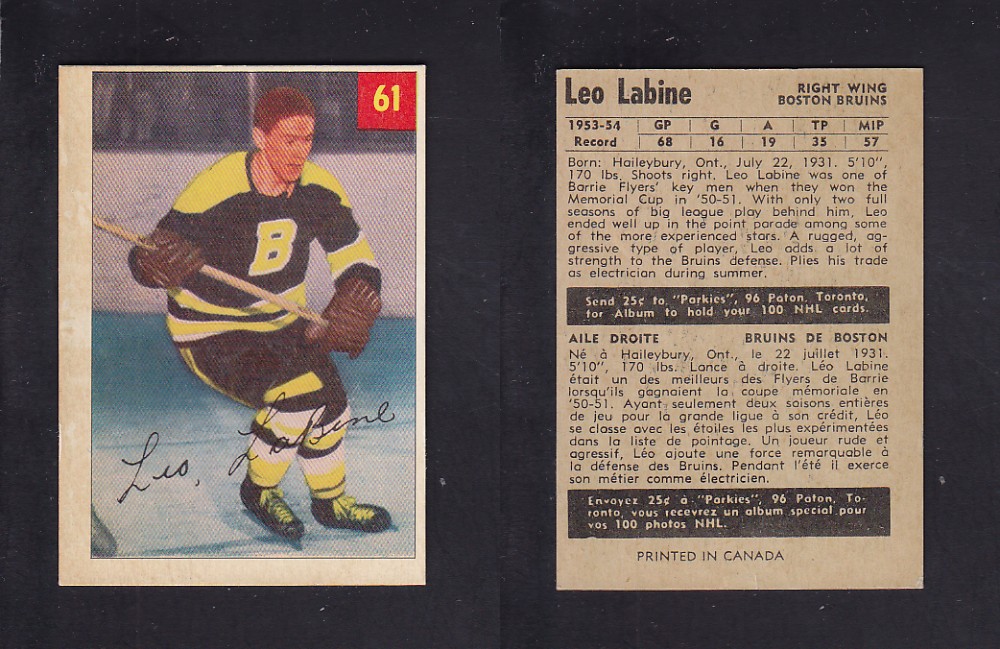 61
B
Leo, LaBine
Leo Labine
RIGHT WING
BOSTON BRUINS
1953-54 GP G A TP MIP
Record 68 16 19 35 57
Born: Haileybury, Ont., July 22, 1931. 5'10",
170 lbs. Shoots right. Leo Labine was one of
Barrie Flyers' key men when they won the
Memorial Cup in '50-51. With only two full
seasons of big league play behind him, Leo
ended well up in the point parade among some
of the more experienced stars. A rugged, ag-
gressive type of player, Leo adds a lot of
strength to the Bruins defense. Plies his trade
as electrician during summer.
Send 25¢ to "Parkies", 96 Paton, Toronto,
for Album to hold your 100 NHL cards.
AILE DROITE BRUINS DE BOSTON
Né à Haileybury, Ont., le 22 juillet 1931.
5'10", 170 lbs. Lance à droite. Léo Labine
était un des meilleurs des Flyers de Barrie
lorsqu'ils gagnaient la coupe mémoriale en
'50-51. Ayant seulement deux saisons entières
de jeu pour la grande ligue à son crédit, Léo
se classe avec les étoiles les plus expérimentées
dans la liste de pointage. Un joueur rude et
agressif, Léo ajoute une force remarquable à
la défense des Bruins. Pendant l'été il exerce
son métier comme électricien.
Envoyez 25¢ à "Parkies", 96 Paton, To-
ronto, vous recevrez un album special pour
vos 100 photos NHL.
PRINTED IN CANADA